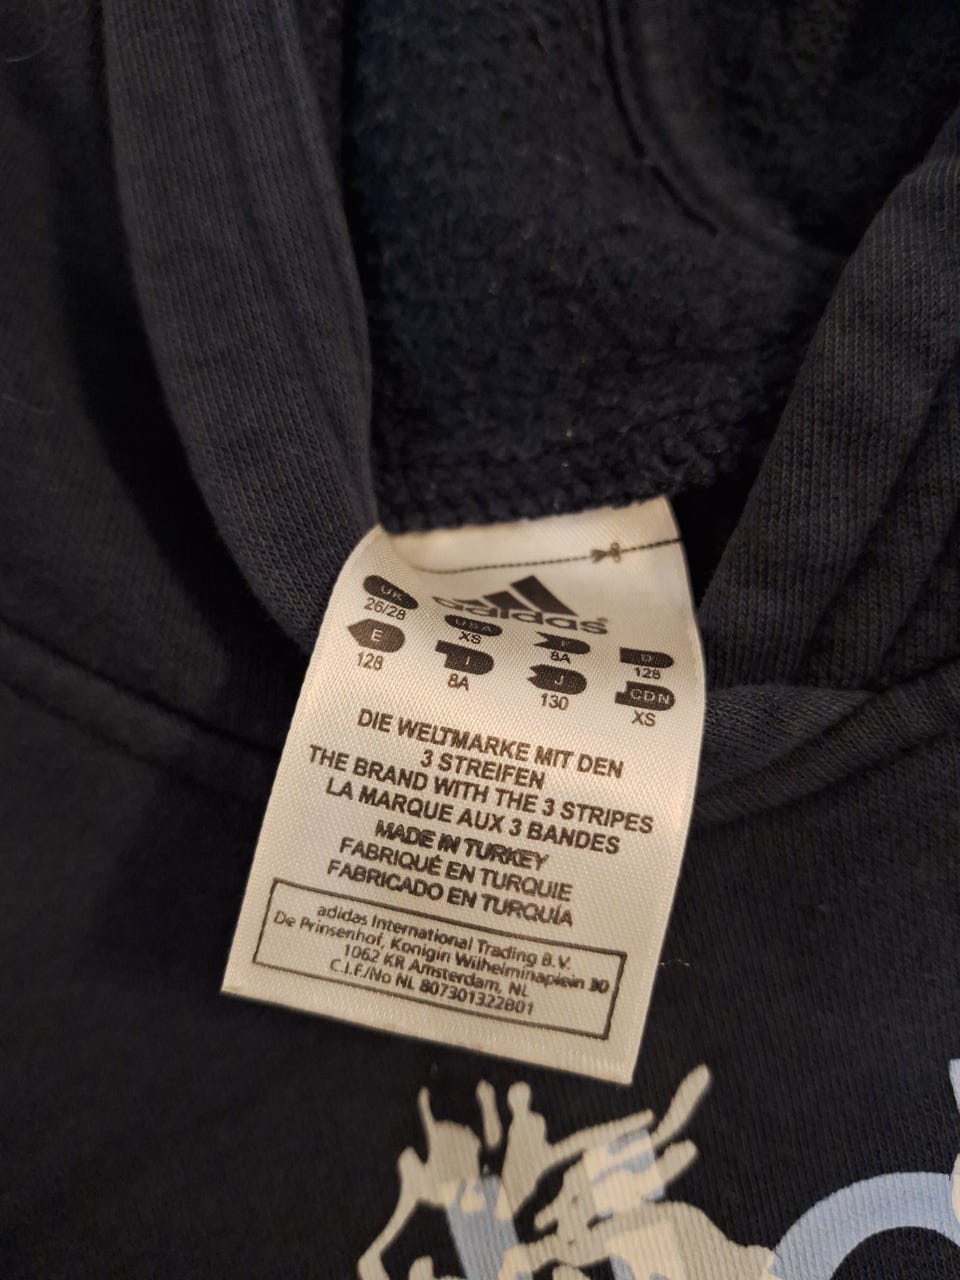 adidas
UK USA F D
26/28 XS 8A 128
E I J CDN
128 8A 130 XS
DIE WELTMARKE MIT DEN
3 STREIFEN
THE BRAND WITH THE 3 STRIPES
LA MARQUE AUX 3 BANDES
MADE IN TURKEY
FABRIQUÉ EN TURQUIE
FABRICADO EN TURQUÍA
adidas International Trading B.V.
De Prinsenhof, Konigin Wilhelminaplein 30
1062 KR Amsterdam, NL
C.I.F./No NL 807301322B01